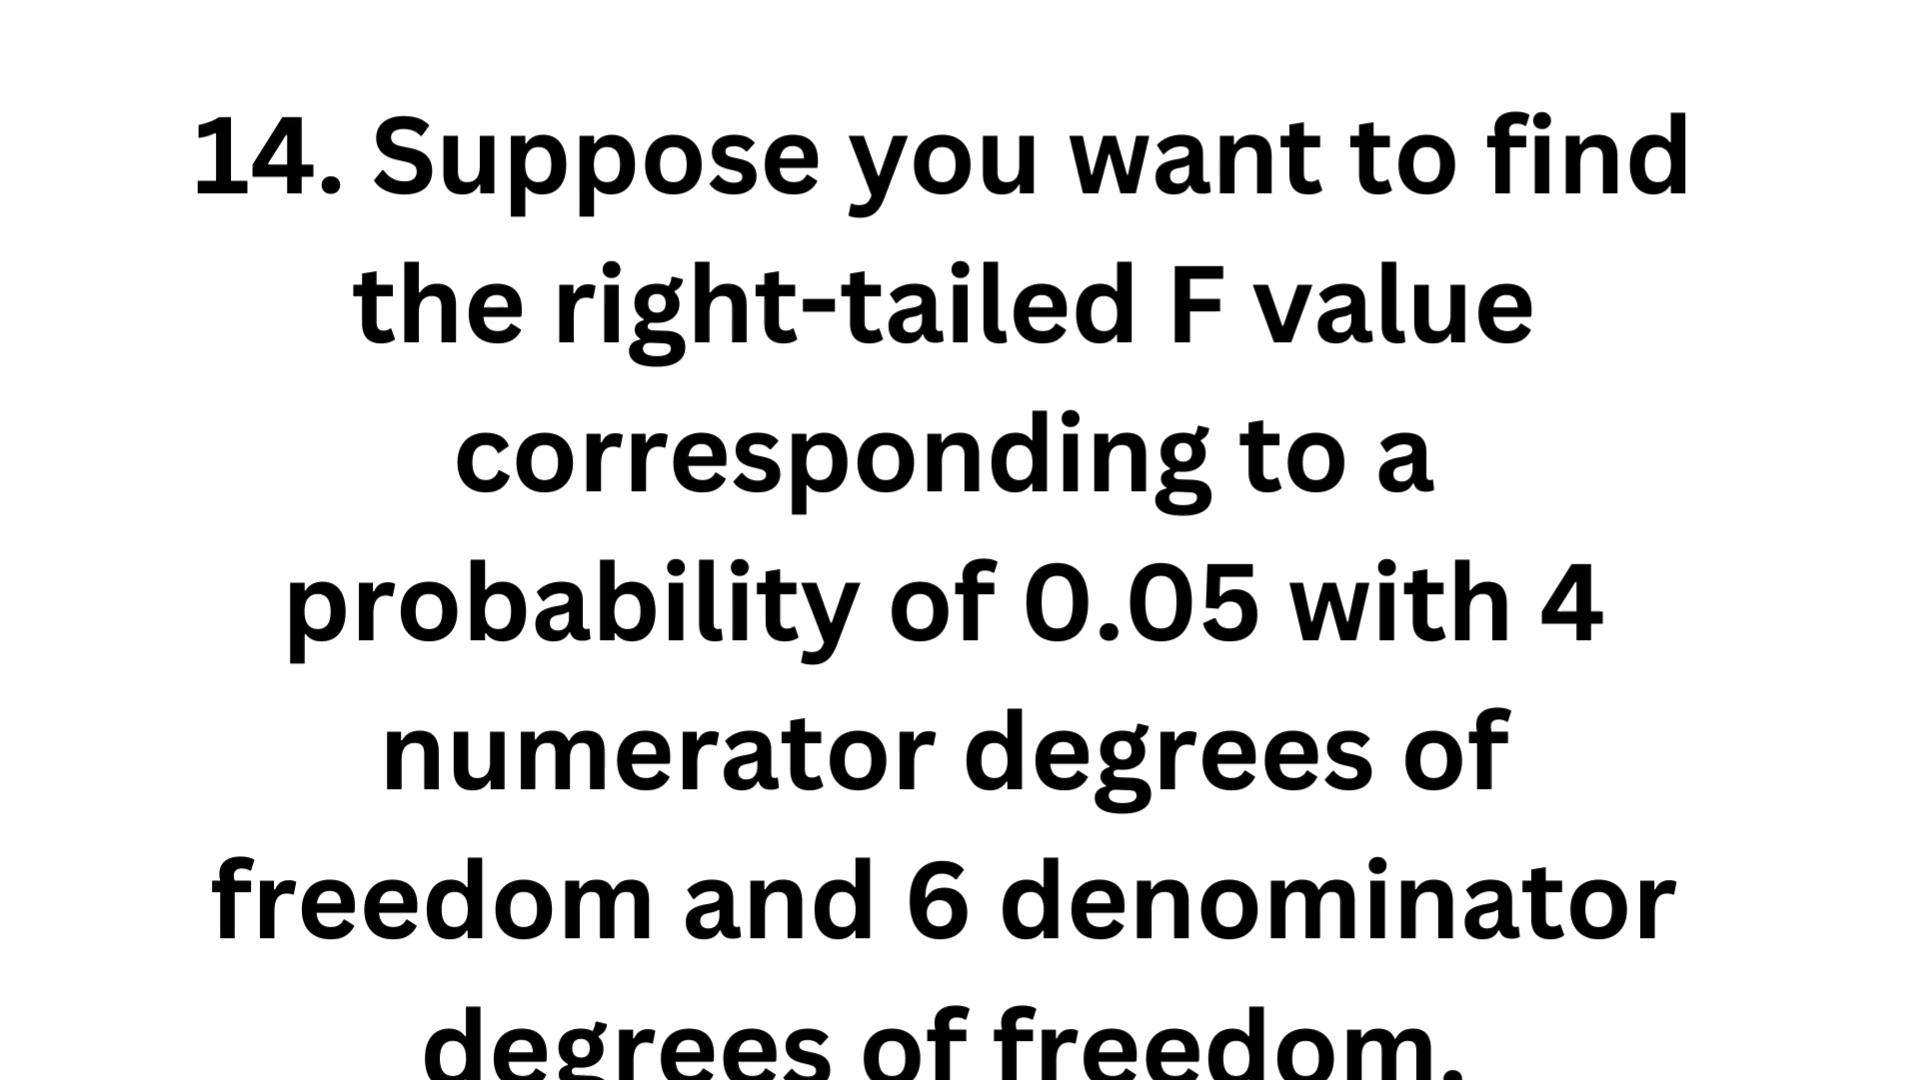 14. Suppose you want to find
the right-tailed F value
corresponding to a
probability of 0.05 with 4
numerator degrees of
freedom and 6 denominator
degrees of freedom.